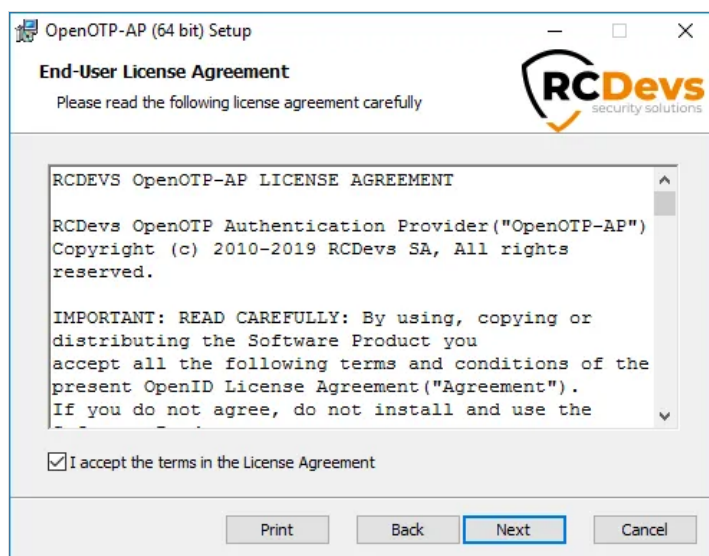 OpenOTP-AP (64 bit) Setup
End-User License Agreement
Please read the following license agreement carefully
RCDevs
security solutions
RCDEVS OpenOTP-AP LICENSE AGREEMENT
RCDevs OpenOTP Authentication Provider("OpenOTP-AP")
Copyright (c) 2010-2019 RCDevs SA, All rights
reserved.
IMPORTANT: READ CAREFULLY: By using, copying or
distributing the Software Product you
accept all the following terms and conditions of the
present OpenID License Agreement("Agreement").
If you do not agree, do not install and use the
I accept the terms in the License Agreement
Print
Back
Next
Cancel